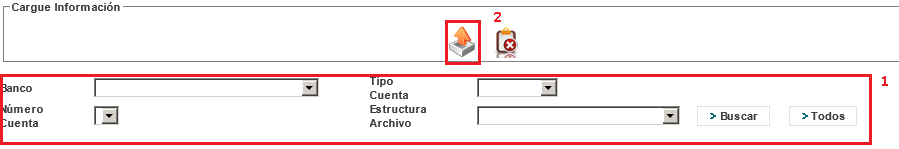 Cargue Información
2
1
Banco
Tipo Cuenta
Número Cuenta
Estructura Archivo
> Buscar
> Todos